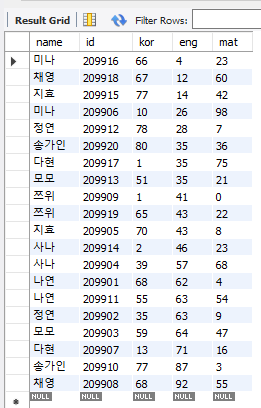 Result Grid Filter Rows:
name id kor eng mat
미나 209916 66 4 23
채영 209918 67 12 60
지효 209915 77 14 42
미나 209906 10 26 98
정연 209912 78 28 7
송가인 209920 80 35 36
다현 209917 1 35 75
모모 209913 51 35 21
쯔위 209909 1 41 0
쯔위 209919 65 43 22
지효 209905 70 43 8
사나 209914 2 46 23
사나 209904 39 57 68
나연 209901 68 62 4
나연 209911 55 63 54
정연 209902 35 63 9
모모 209903 59 64 47
다현 209907 13 71 16
송가인 209910 77 87 3
채영 209908 68 92 55
NULL NULL NULL NULL NULL